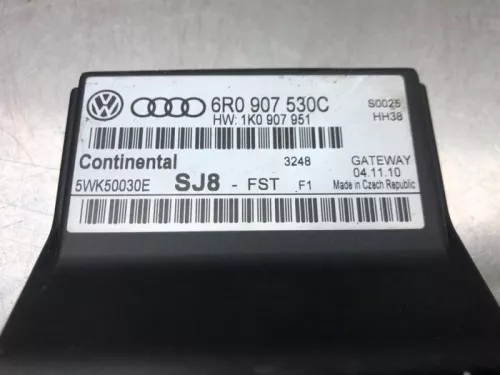 6R0 907 530C S0025
HW: 1K0 907 951 HH38
Continental 3248 GATEWAY
5WK50030E SJ8 - FST F1 04.11.10
Made in Czech Republic